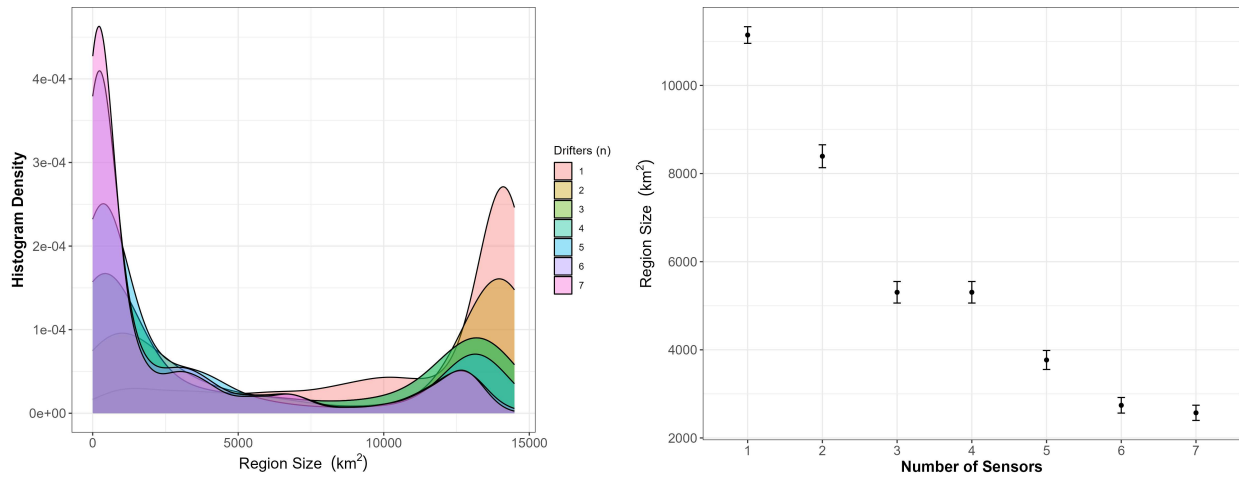 Histogram Density
4e-04
3e-04
2e-04
1e-04
0e+00
0 5000 10000 15000
Region Size (km²)
Drifters (n)
1
2
3
4
5
6
7
Region Size (km²)
10000
8000
6000
4000
2000
1 2 3 4 5 6 7
Number of Sensors